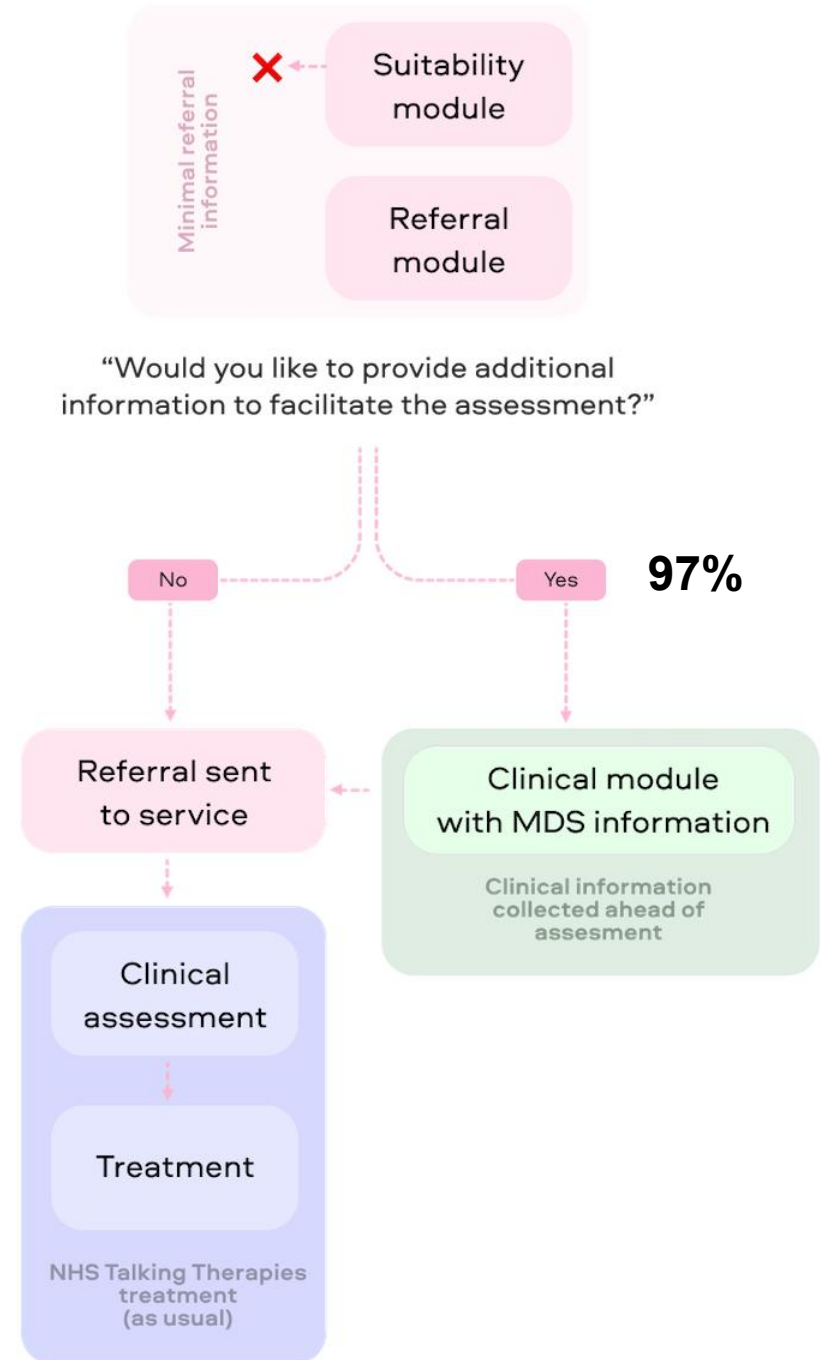 Minimal referral
information
Suitability
module
Referral
module
“Would you like to provide additional
information to facilitate the assessment?”
No
Yes
97%
Referral sent
to service
Clinical module
with MDS information
Clinical information
collected ahead of
assesment
Clinical
assessment
Treatment
NHS Talking Therapies
treatment
(as usual)